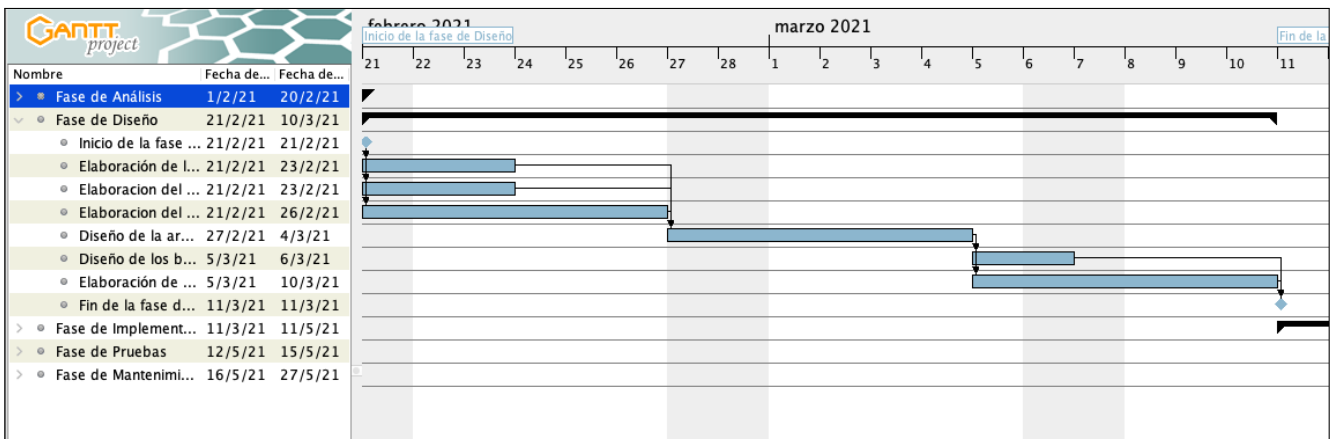 GANTT
project
febrero 2021
marzo 2021
Inicio de la fase de Diseño
Fin de la
21 22 23 24 25 26 27 28 1 2 3 4 5 6 7 8 9 10 11
Nombre Fecha de... Fecha de...
Fase de Análisis 1/2/21 20/2/21
Fase de Diseño 21/2/21 10/3/21
Inicio de la fase ... 21/2/21 21/2/21
Elaboración de l... 21/2/21 23/2/21
Elaboracion del ... 21/2/21 23/2/21
Elaboracion del ... 21/2/21 26/2/21
Diseño de la ar... 27/2/21 4/3/21
Diseño de los b... 5/3/21 6/3/21
Elaboración de ... 5/3/21 10/3/21
Fin de la fase d... 11/3/21 11/3/21
Fase de Implement... 11/3/21 11/5/21
Fase de Pruebas 12/5/21 15/5/21
Fase de Mantenimi... 16/5/21 27/5/21